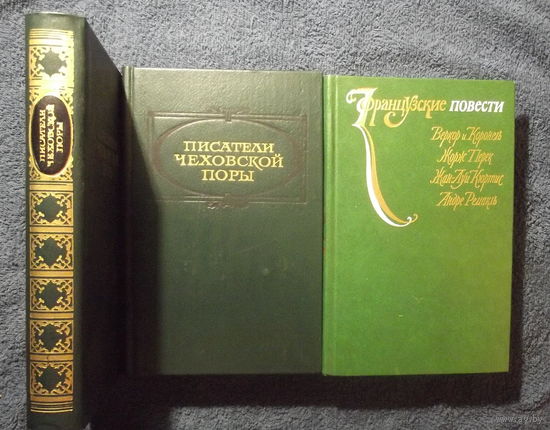 ПИСАТЕЛИ
ЧЕХОВСКОЙ
ПОРЫ
ПИСАТЕЛИ
ЧЕХОВСКОЙ
ПОРЫ
Французские ПОВЕСТИ
Веркор и Коронель
Жорж Перек
Жан-Луи Кюртис
Андре Ремакль